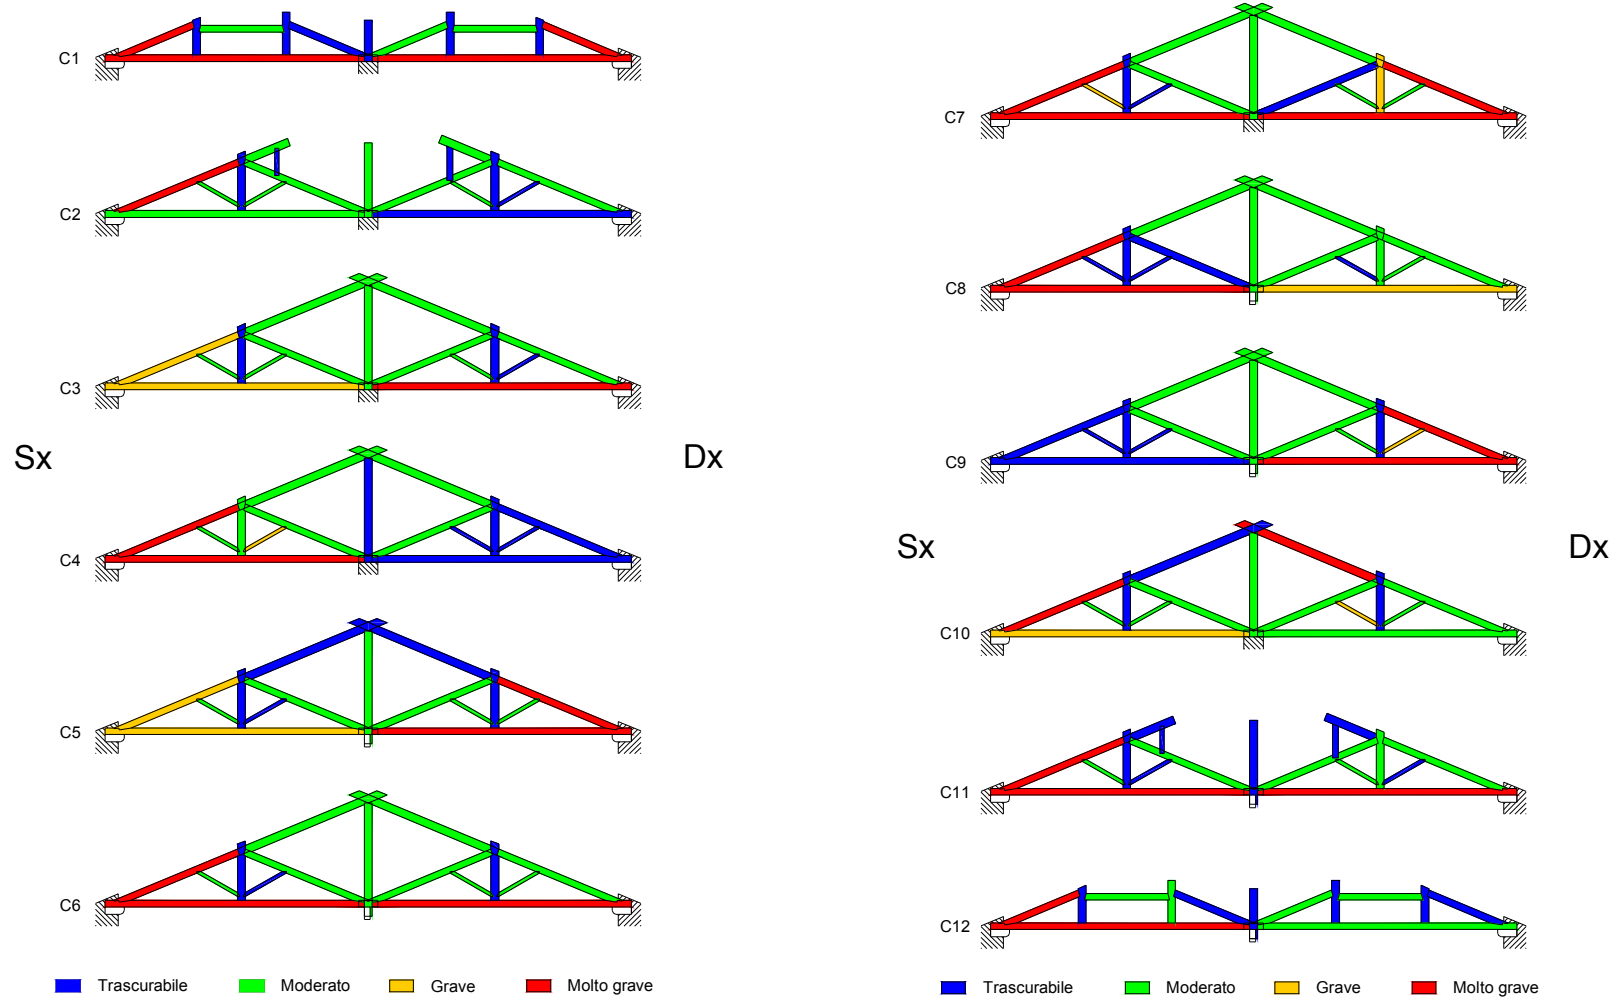 C1
C2
C3
Sx
Dx
C4
C5
C6
Trascurabile Moderato Grave Molto grave
C7
C8
C9
Sx
Dx
C10
C11
C12
Trascurabile Moderato Grave Molto grave